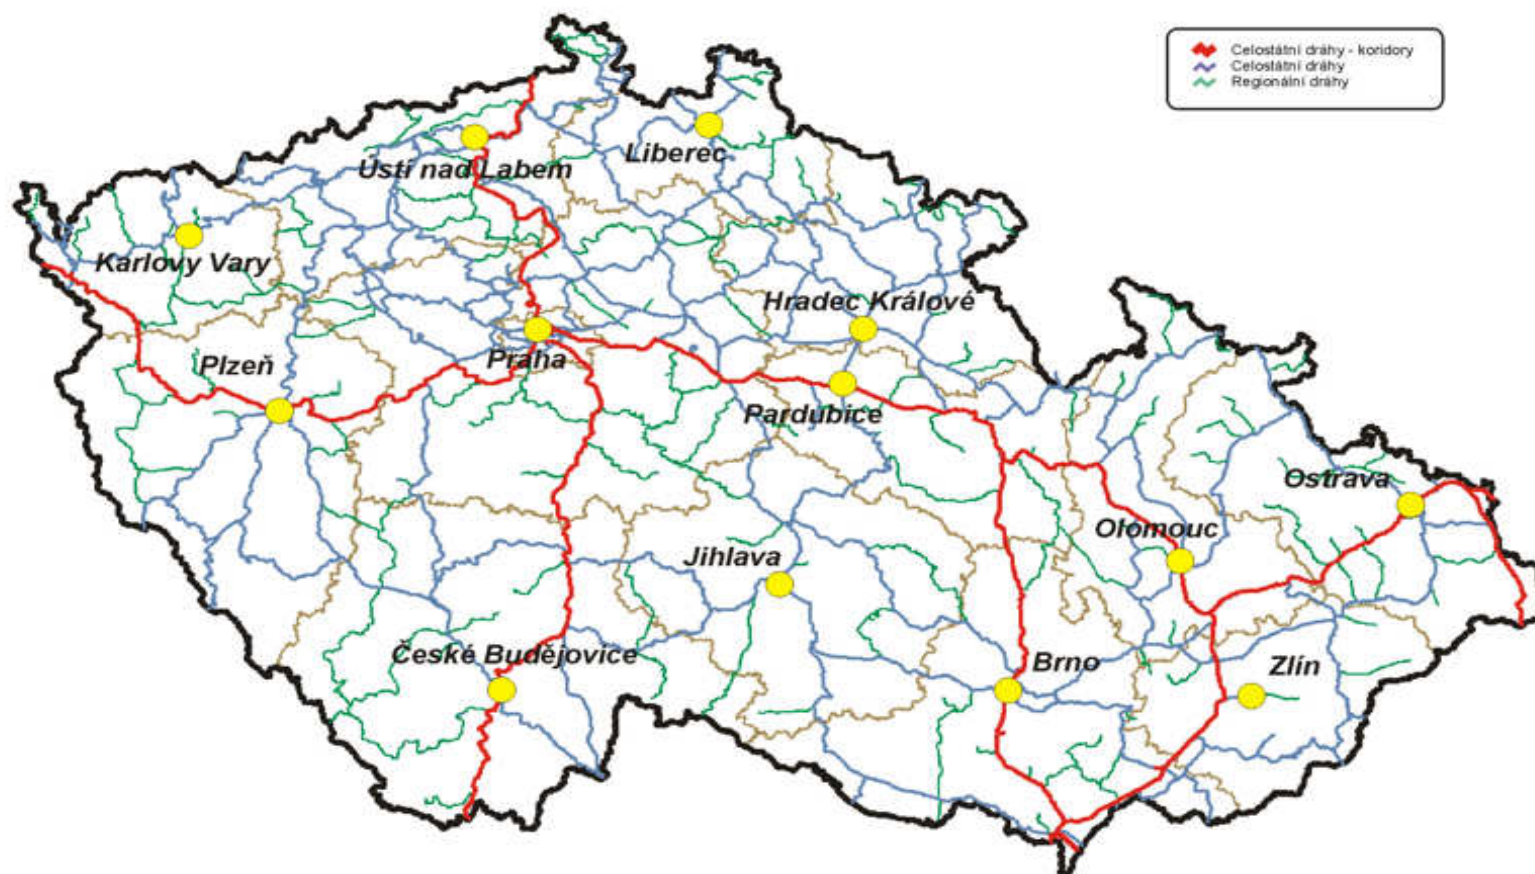 Celostátní dráhy - koridory
Celostátní dráhy
Regionální dráhy
Ústí nad Labem
Liberec
Karlovy Vary
Hradec Králové
Plzeň
Praha
Pardubice
Ostrava
Olomouc
Jihlava
České Budějovice
Brno
Zlín